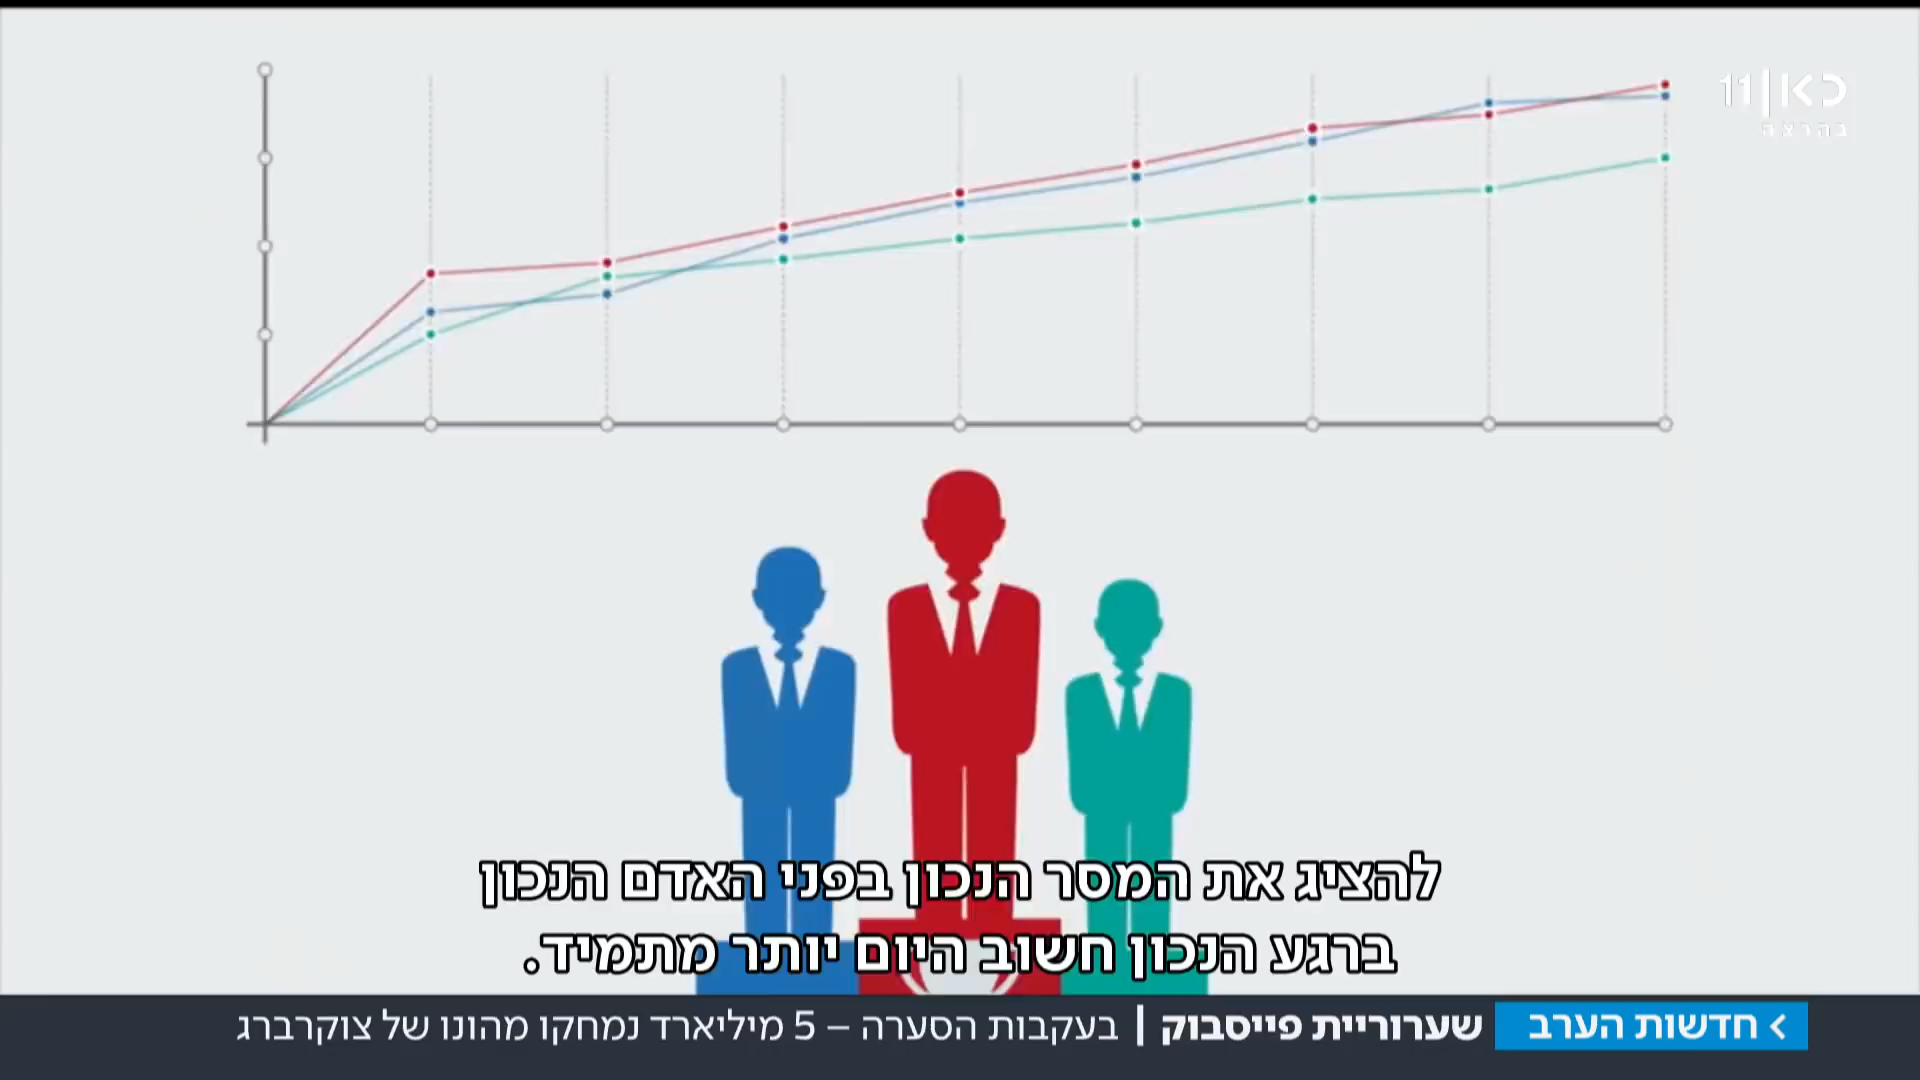 כאן 11
בהרצה
להציג את המסר הנכון בפני האדם הנכון
ברגע הנכון חשוב היום יותר מתמיד.
חדשות הערב
שערוריית פייסבוק | בעקבות הסערה – 5 מיליארד נמחקו מהונו של צוקרברג